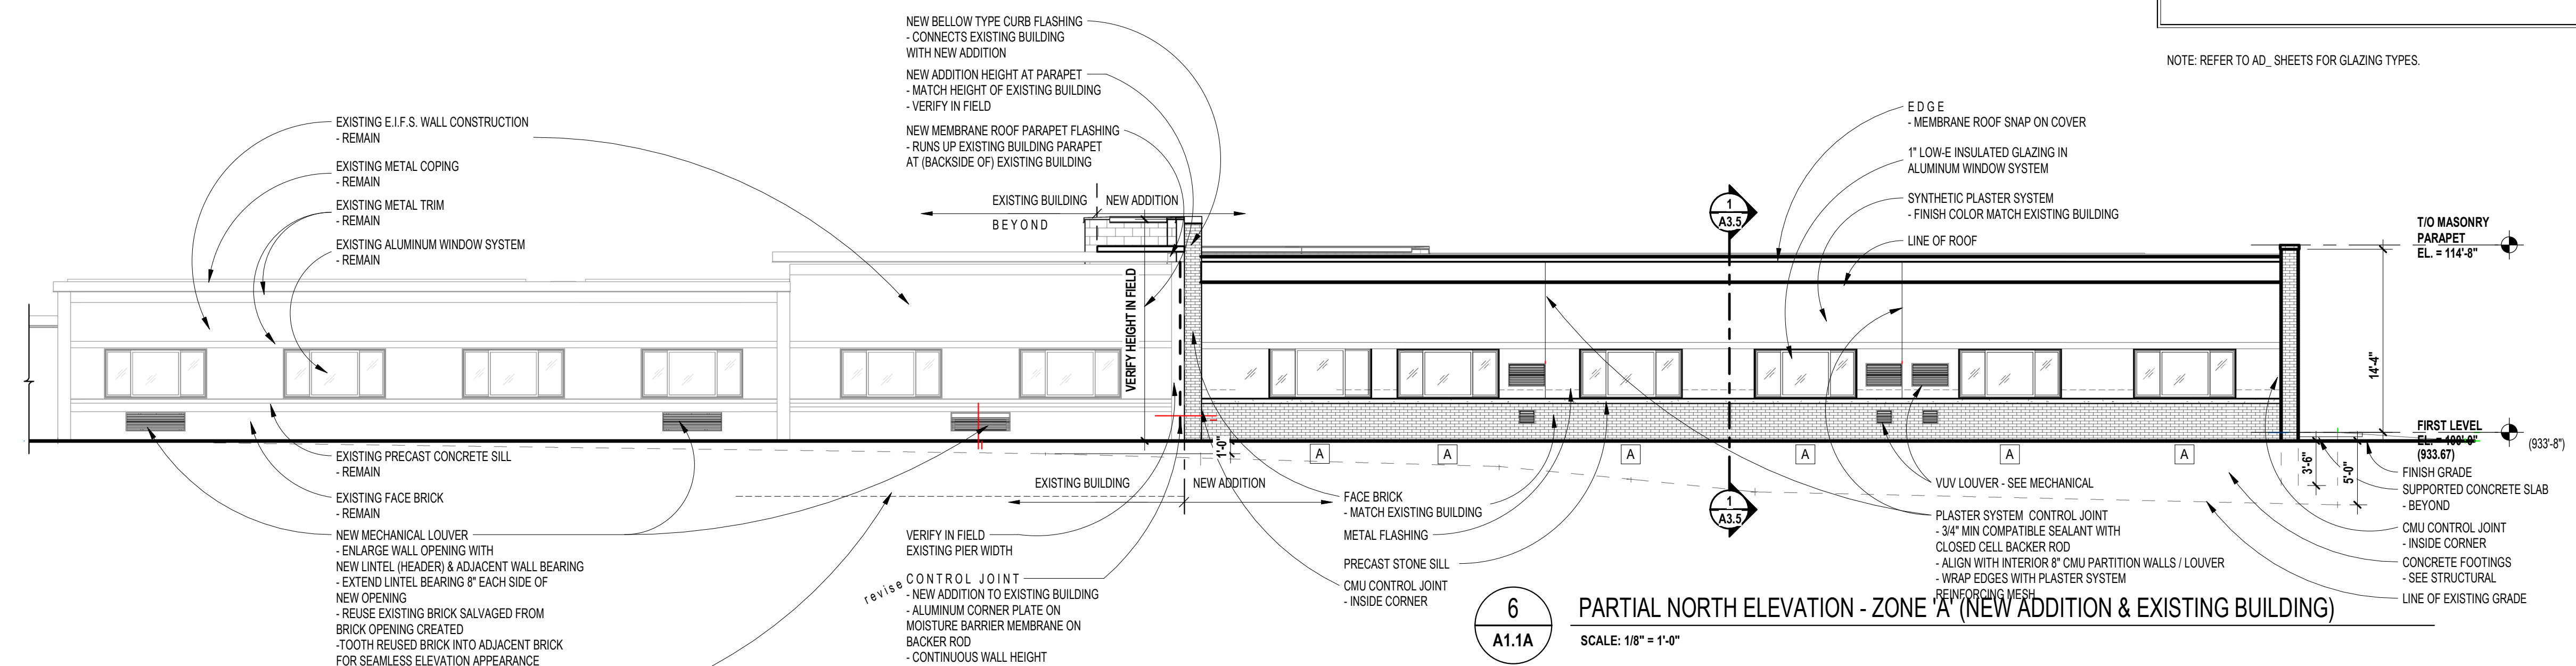 NEW BELLOW TYPE CURB FLASHING
- CONNECTS EXISTING BUILDING
WITH NEW ADDITION
NEW ADDITION HEIGHT AT PARAPET
- MATCH HEIGHT OF EXISTING BUILDING
- VERIFY IN FIELD
NEW MEMBRANE ROOF PARAPET FLASHING
- RUNS UP EXISTING BUILDING PARAPET
AT (BACKSIDE OF) EXISTING BUILDING
NOTE: REFER TO AD_ SHEETS FOR GLAZING TYPES.
EXISTING E.I.F.S. WALL CONSTRUCTION
- REMAIN
EXISTING METAL COPING
- REMAIN
EXISTING METAL TRIM
- REMAIN
EXISTING ALUMINUM WINDOW SYSTEM
- REMAIN
EXISTING BUILDING
NEW ADDITION
BEYOND
VERIFY HEIGHT IN FIELD
1
A3.5
EDGE
- MEMBRANE ROOF SNAP ON COVER
1" LOW-E INSULATED GLAZING IN
ALUMINUM WINDOW SYSTEM
SYNTHETIC PLASTER SYSTEM
- FINISH COLOR MATCH EXISTING BUILDING
LINE OF ROOF
T/O MASONRY
PARAPET
EL. = 114'-8"
14'-4"
FIRST LEVEL
EL. = 100'-0"
(933.67)
(933'-8")
3'-6"
5'-0"
1'-0"
A
A
A
A
A
A
EXISTING PRECAST CONCRETE SILL
- REMAIN
EXISTING FACE BRICK
- REMAIN
NEW MECHANICAL LOUVER
- ENLARGE WALL OPENING WITH
NEW LINTEL (HEADER) & ADJACENT WALL BEARING
- EXTEND LINTEL BEARING 8" EACH SIDE OF
NEW OPENING
- REUSE EXISTING BRICK SALVAGED FROM
BRICK OPENING CREATED
-TOOTH REUSED BRICK INTO ADJACENT BRICK
FOR SEAMLESS ELEVATION APPEARANCE
EXISTING BUILDING
NEW ADDITION
VERIFY IN FIELD
EXISTING PIER WIDTH
revise
CONTROL JOINT
- NEW ADDITION TO EXISTING BUILDING
- ALUMINUM CORNER PLATE ON
MOISTURE BARRIER MEMBRANE ON
BACKER ROD
- CONTINUOUS WALL HEIGHT
FACE BRICK
- MATCH EXISTING BUILDING
METAL FLASHING
PRECAST STONE SILL
CMU CONTROL JOINT
- INSIDE CORNER
1
A3.5
VUV LOUVER - SEE MECHANICAL
PLASTER SYSTEM CONTROL JOINT
- 3/4" MIN COMPATIBLE SEALANT WITH
CLOSED CELL BACKER ROD
- ALIGN WITH INTERIOR 8" CMU PARTITION WALLS / LOUVER
- WRAP EDGES WITH PLASTER SYSTEM
REINFORCING MESH
FINISH GRADE
SUPPORTED CONCRETE SLAB
- BEYOND
CMU CONTROL JOINT
- INSIDE CORNER
CONCRETE FOOTINGS
- SEE STRUCTURAL
LINE OF EXISTING GRADE
6
A1.1A
PARTIAL NORTH ELEVATION - ZONE 'A' (NEW ADDITION & EXISTING BUILDING)
SCALE: 1/8" = 1'-0"